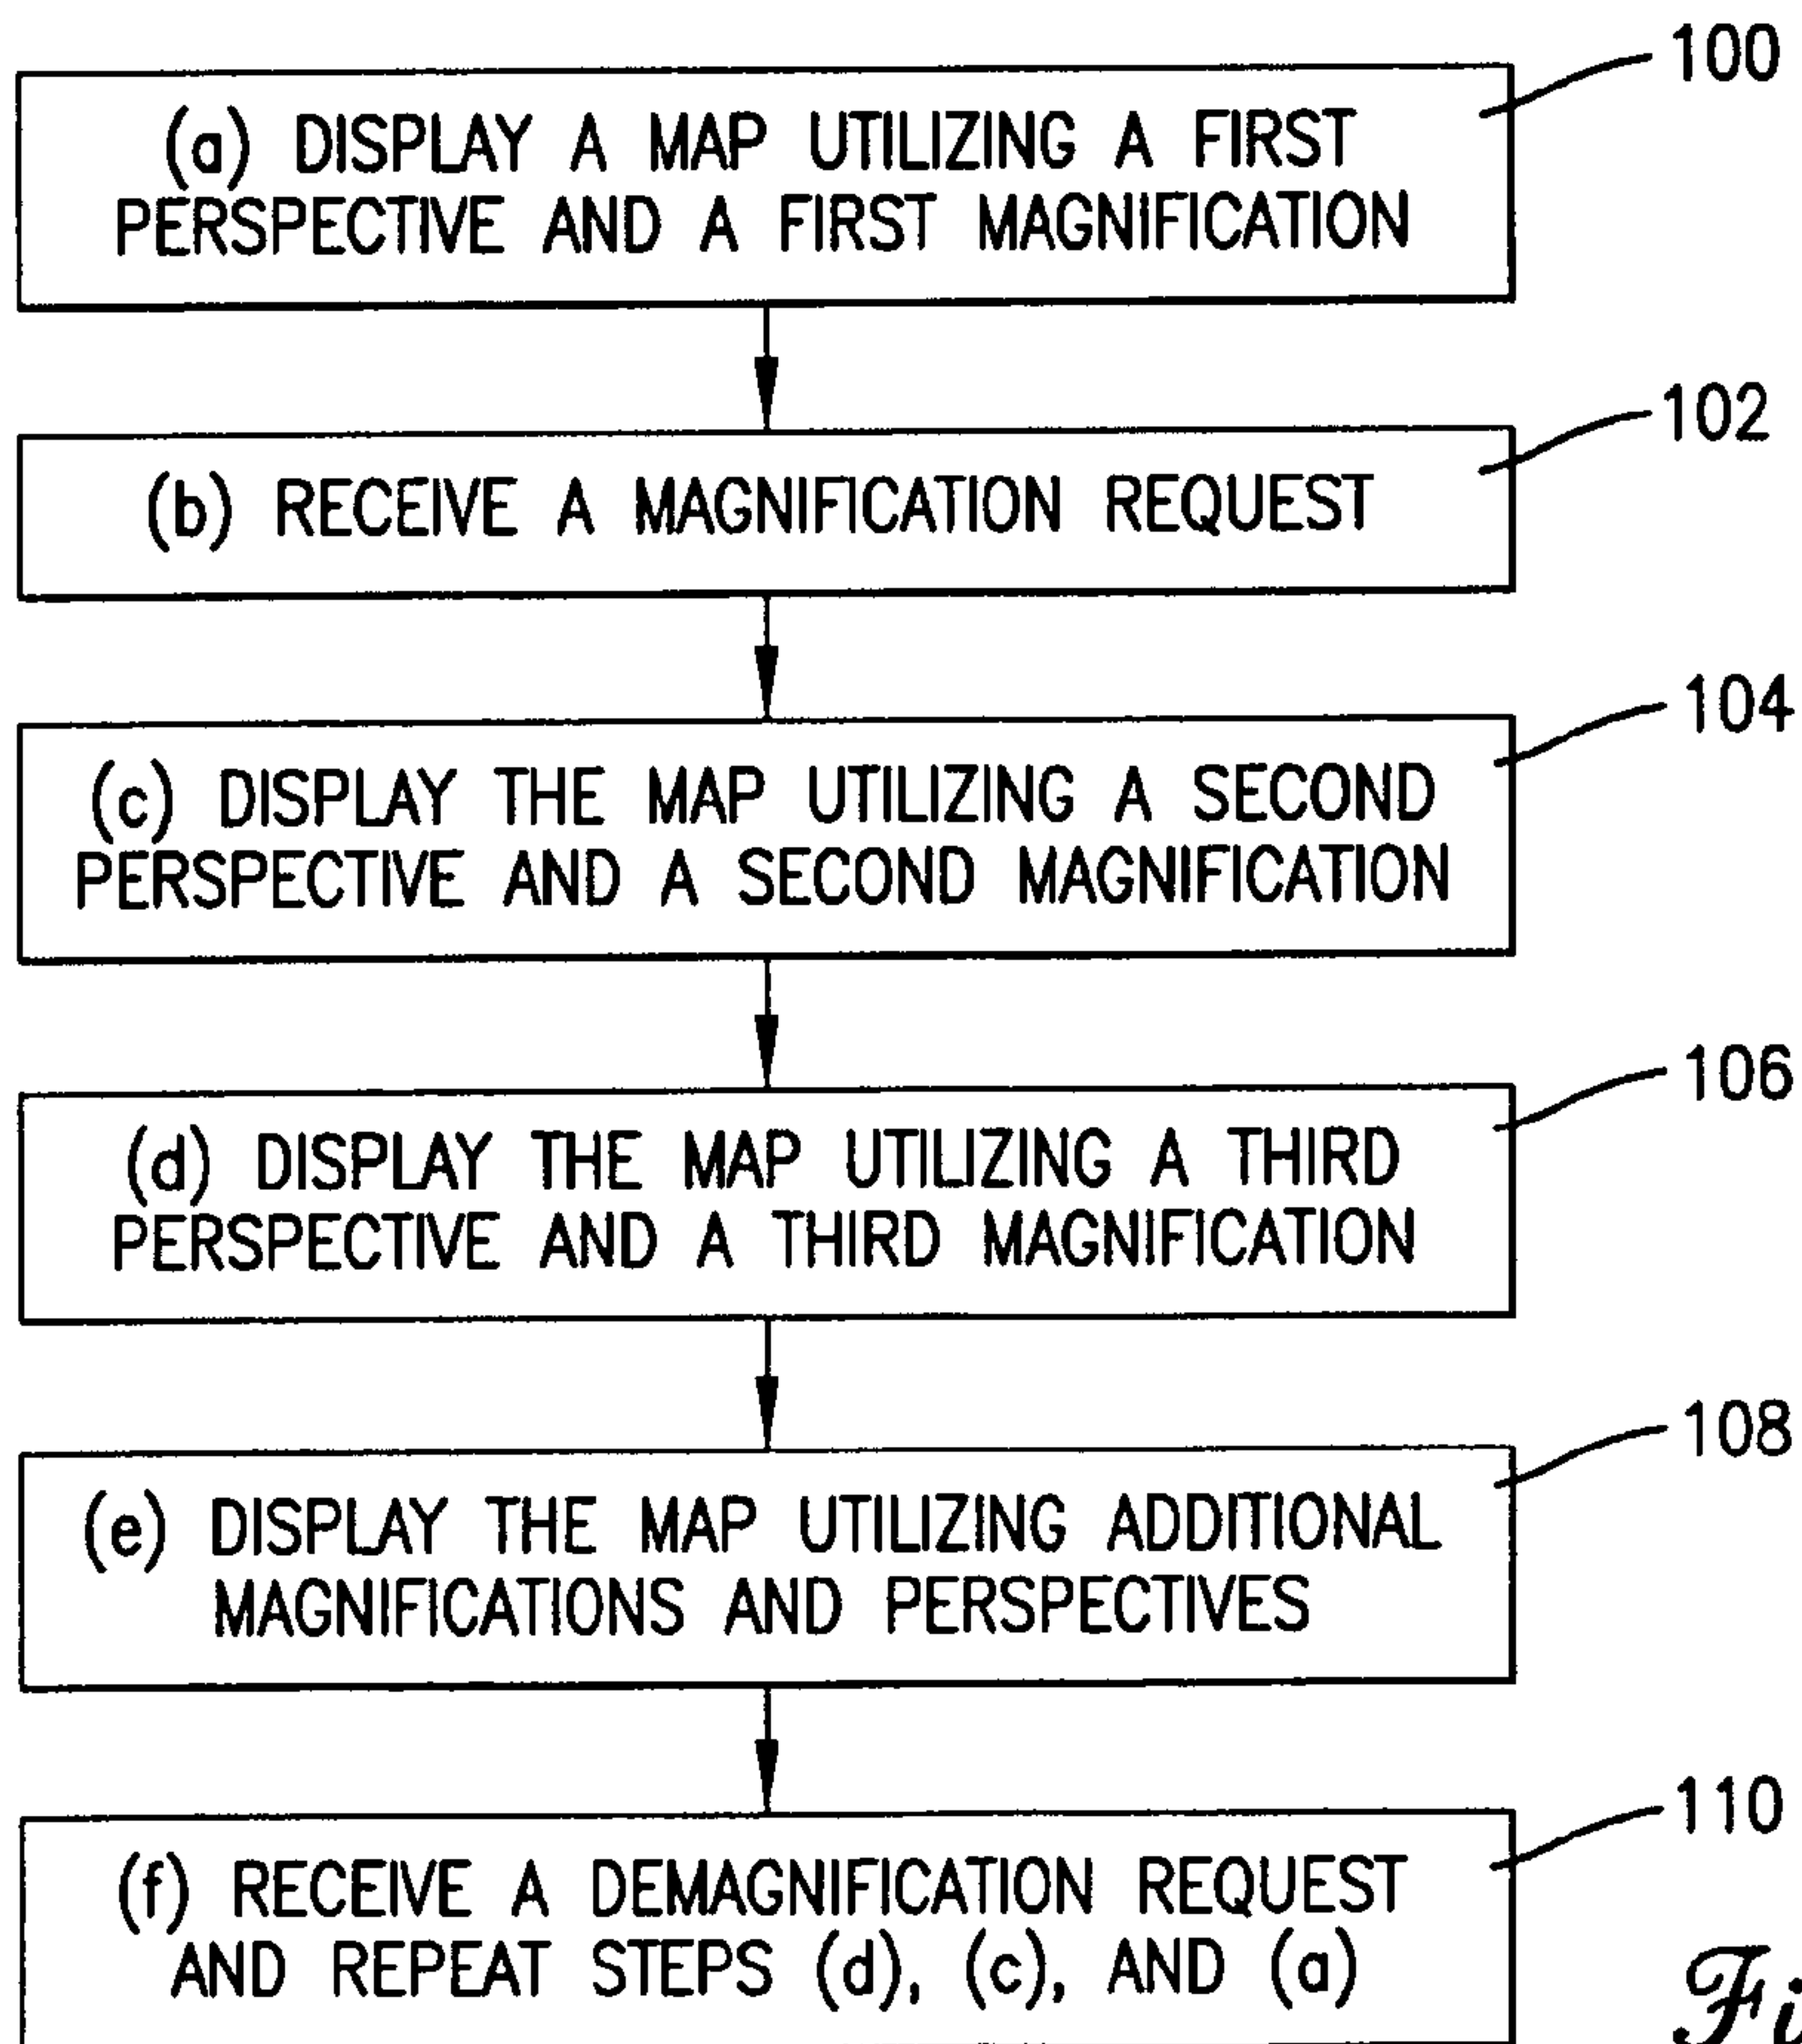 100
(a) DISPLAY A MAP UTILIZING A FIRST
PERSPECTIVE AND A FIRST MAGNIFICATION
102
(b) RECEIVE A MAGNIFICATION REQUEST
104
(c) DISPLAY THE MAP UTILIZING A SECOND
PERSPECTIVE AND A SECOND MAGNIFICATION
106
(d) DISPLAY THE MAP UTILIZING A THIRD
PERSPECTIVE AND A THIRD MAGNIFICATION
108
(e) DISPLAY THE MAP UTILIZING ADDITIONAL
MAGNIFICATIONS AND PERSPECTIVES
110
(f) RECEIVE A DEMAGNIFICATION REQUEST
AND REPEAT STEPS (d), (c), AND (a)